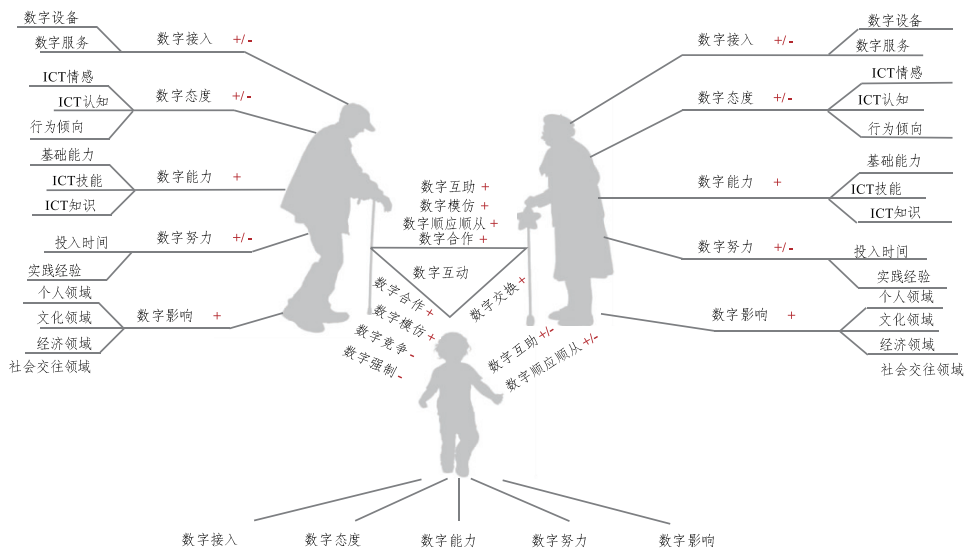 数字设备
数字服务
数字接入 +/-
ICT情感
ICT认知
行为倾向
数字态度 +/-
基础能力
ICT技能
ICT知识
数字能力 +
投入时间
实践经验
数字努力 +/-
个人领域
文化领域
经济领域
社会交往领域
数字影响 +
数字互助 +
数字模仿 +
数字顺应顺从 +
数字合作 +
数字互动
数字合作 +
数字模仿 +
数字竞争 -
数字强制 -
数字交换 +
数字互助 +/-
数字顺应顺从 +/-
数字接入 +/-
数字设备
数字服务
数字态度 +/-
ICT情感
ICT认知
行为倾向
数字能力 +
基础能力
ICT技能
ICT知识
数字努力 +/-
投入时间
实践经验
数字影响 +
个人领域
文化领域
经济领域
社会交往领域
数字接入
数字态度
数字能力
数字努力
数字影响